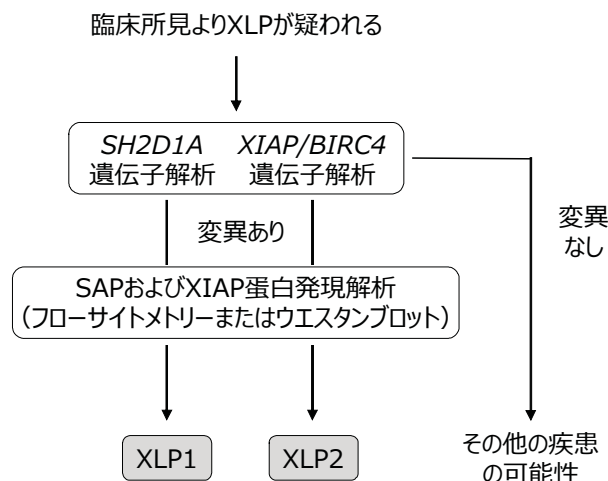 臨床所見よりXLPが疑われる
SH2D1A XIAP/BIRC4
遺伝子解析 遺伝子解析
変異あり
変異
なし
SAPおよびXIAP蛋白発現解析
（フローサイトメトリーまたはウエスタンブロット）
XLP1 XLP2
その他の疾患
の可能性